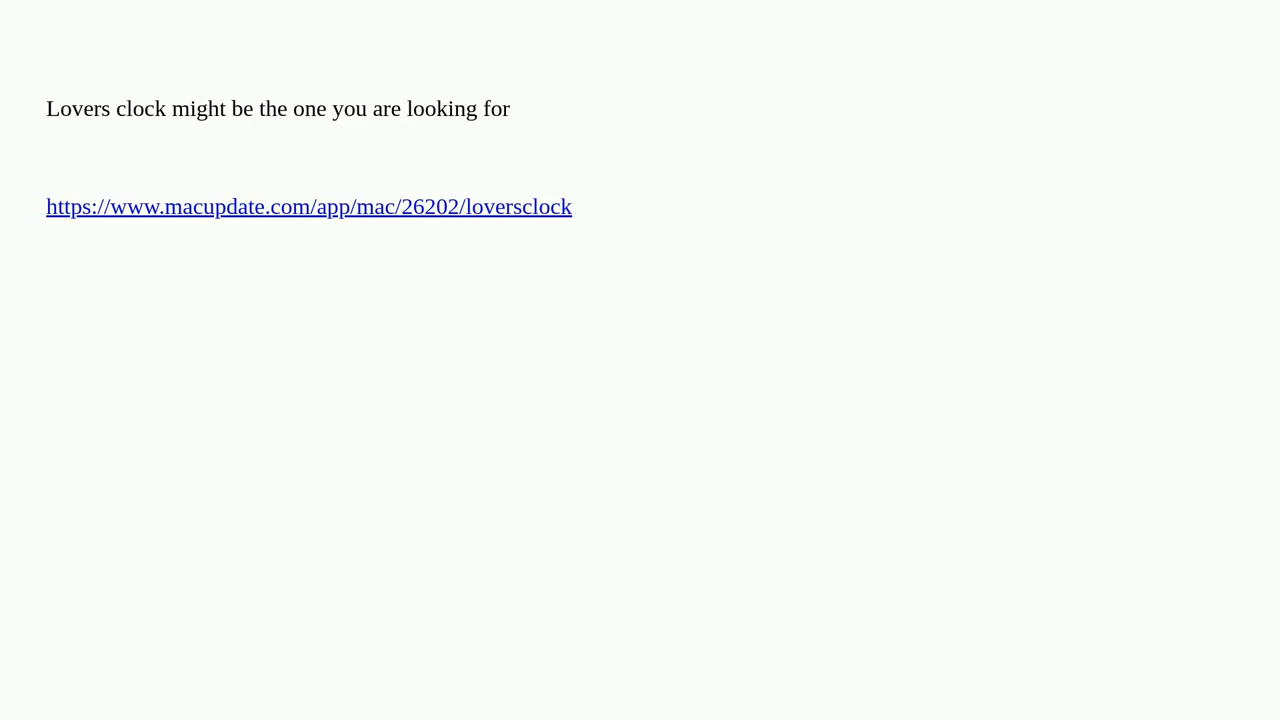 Lovers clock might be the one you are looking for
https://www.macupdate.com/app/mac/26202/loversclock